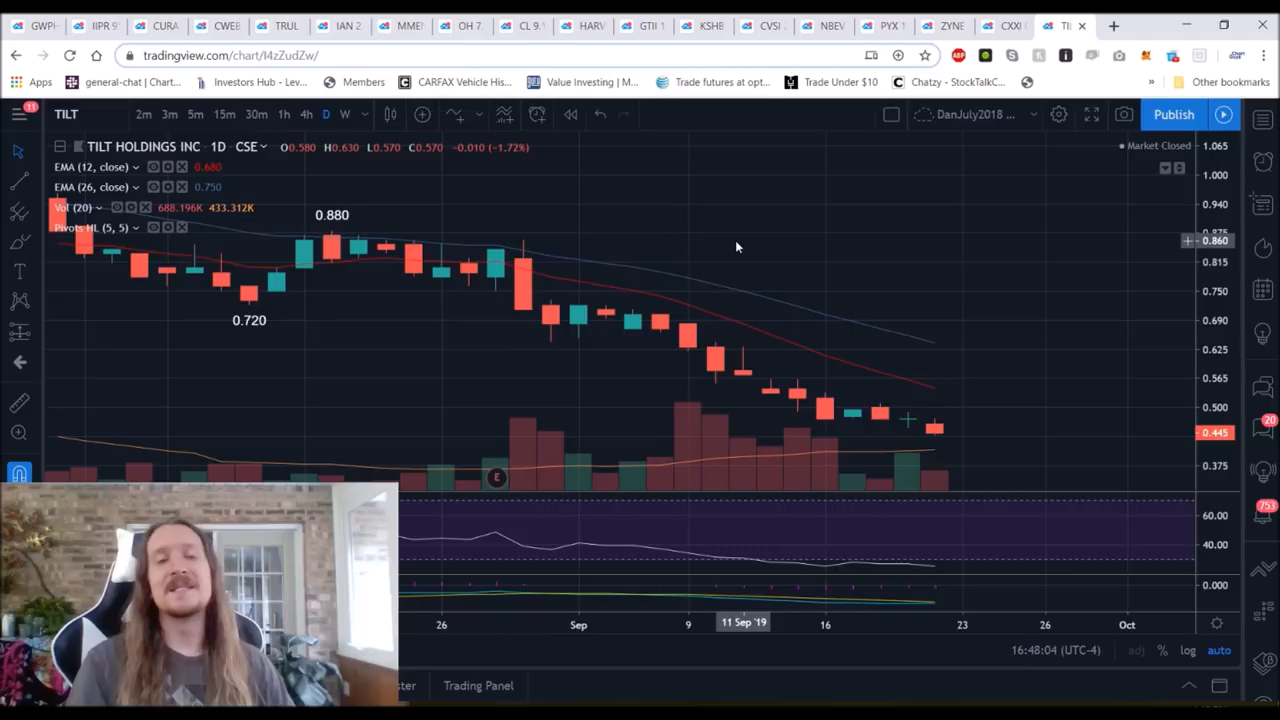 GWPH IIPR 9 CURA CWEB TRUL IAN 2 MME OH 7 CL 9.1 HARV GTII 1 KSHB CVSI 2 NBEV PYX 1 ZYNE CXXI TIL
tradingview.com/chart/I4zZudZw/
Apps general-chat | Chart... Investors Hub - Lev... Members CARFAX Vehicle His... Value Investing | M... Trade futures at opt... Trade Under $10 Chatzy - StockTalkC... » Other bookmarks
11 TILT 2m 3m 5m 15m 30m 1h 4h D W DanJuly2018 ... Publish
TILT HOLDINGS INC 1D CSE O0.580 H0.630 L0.570 C0.570 -0.010 (-1.72%) Market Closed 1.065
EMA (12, close) 0.680
1.000
EMA (26, close) 0.750
Vol (20) 688.196K 433.312K
0.940
0.880
Pivots HL (5, 5)
0.875
0.860
0.815
0.750
0.720
0.690
0.625
0.565
0.500
20
0.445
0.375
E
753
60.00
40.00
0.000
26 Sep 9 11 Sep '19 16 23 26 Oct
16:48:04 (UTC-4) adj % log auto
ster Trading Panel